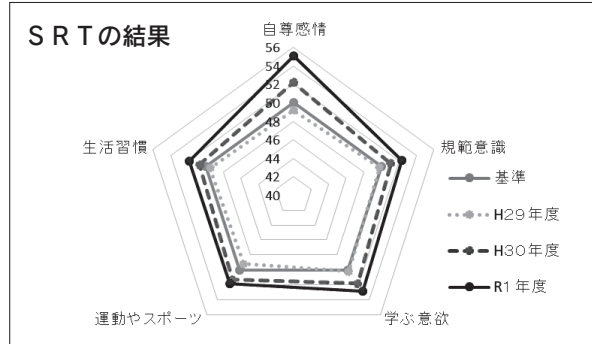 SRTの結果
自尊感情
56
54
52
50
48
46
44
42
40
生活習慣
規範意識
運動やスポーツ
学ぶ意欲
基準
H29年度
H30年度
R1年度